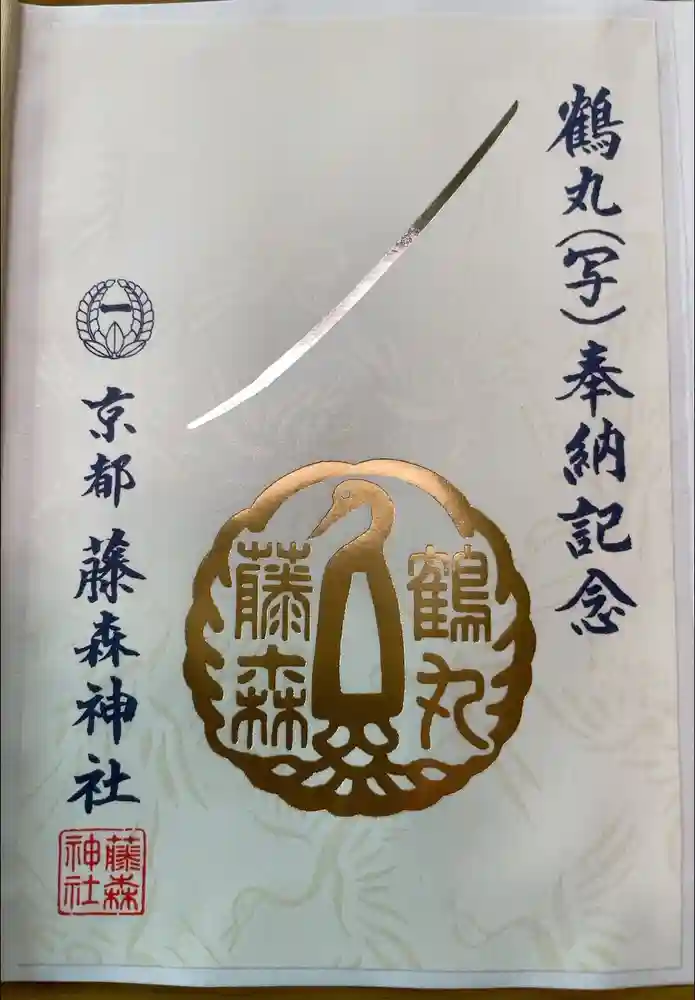 鶴丸(写)奉納記念
鶴丸
藤森
一
京都 藤森神社
藤森
神社